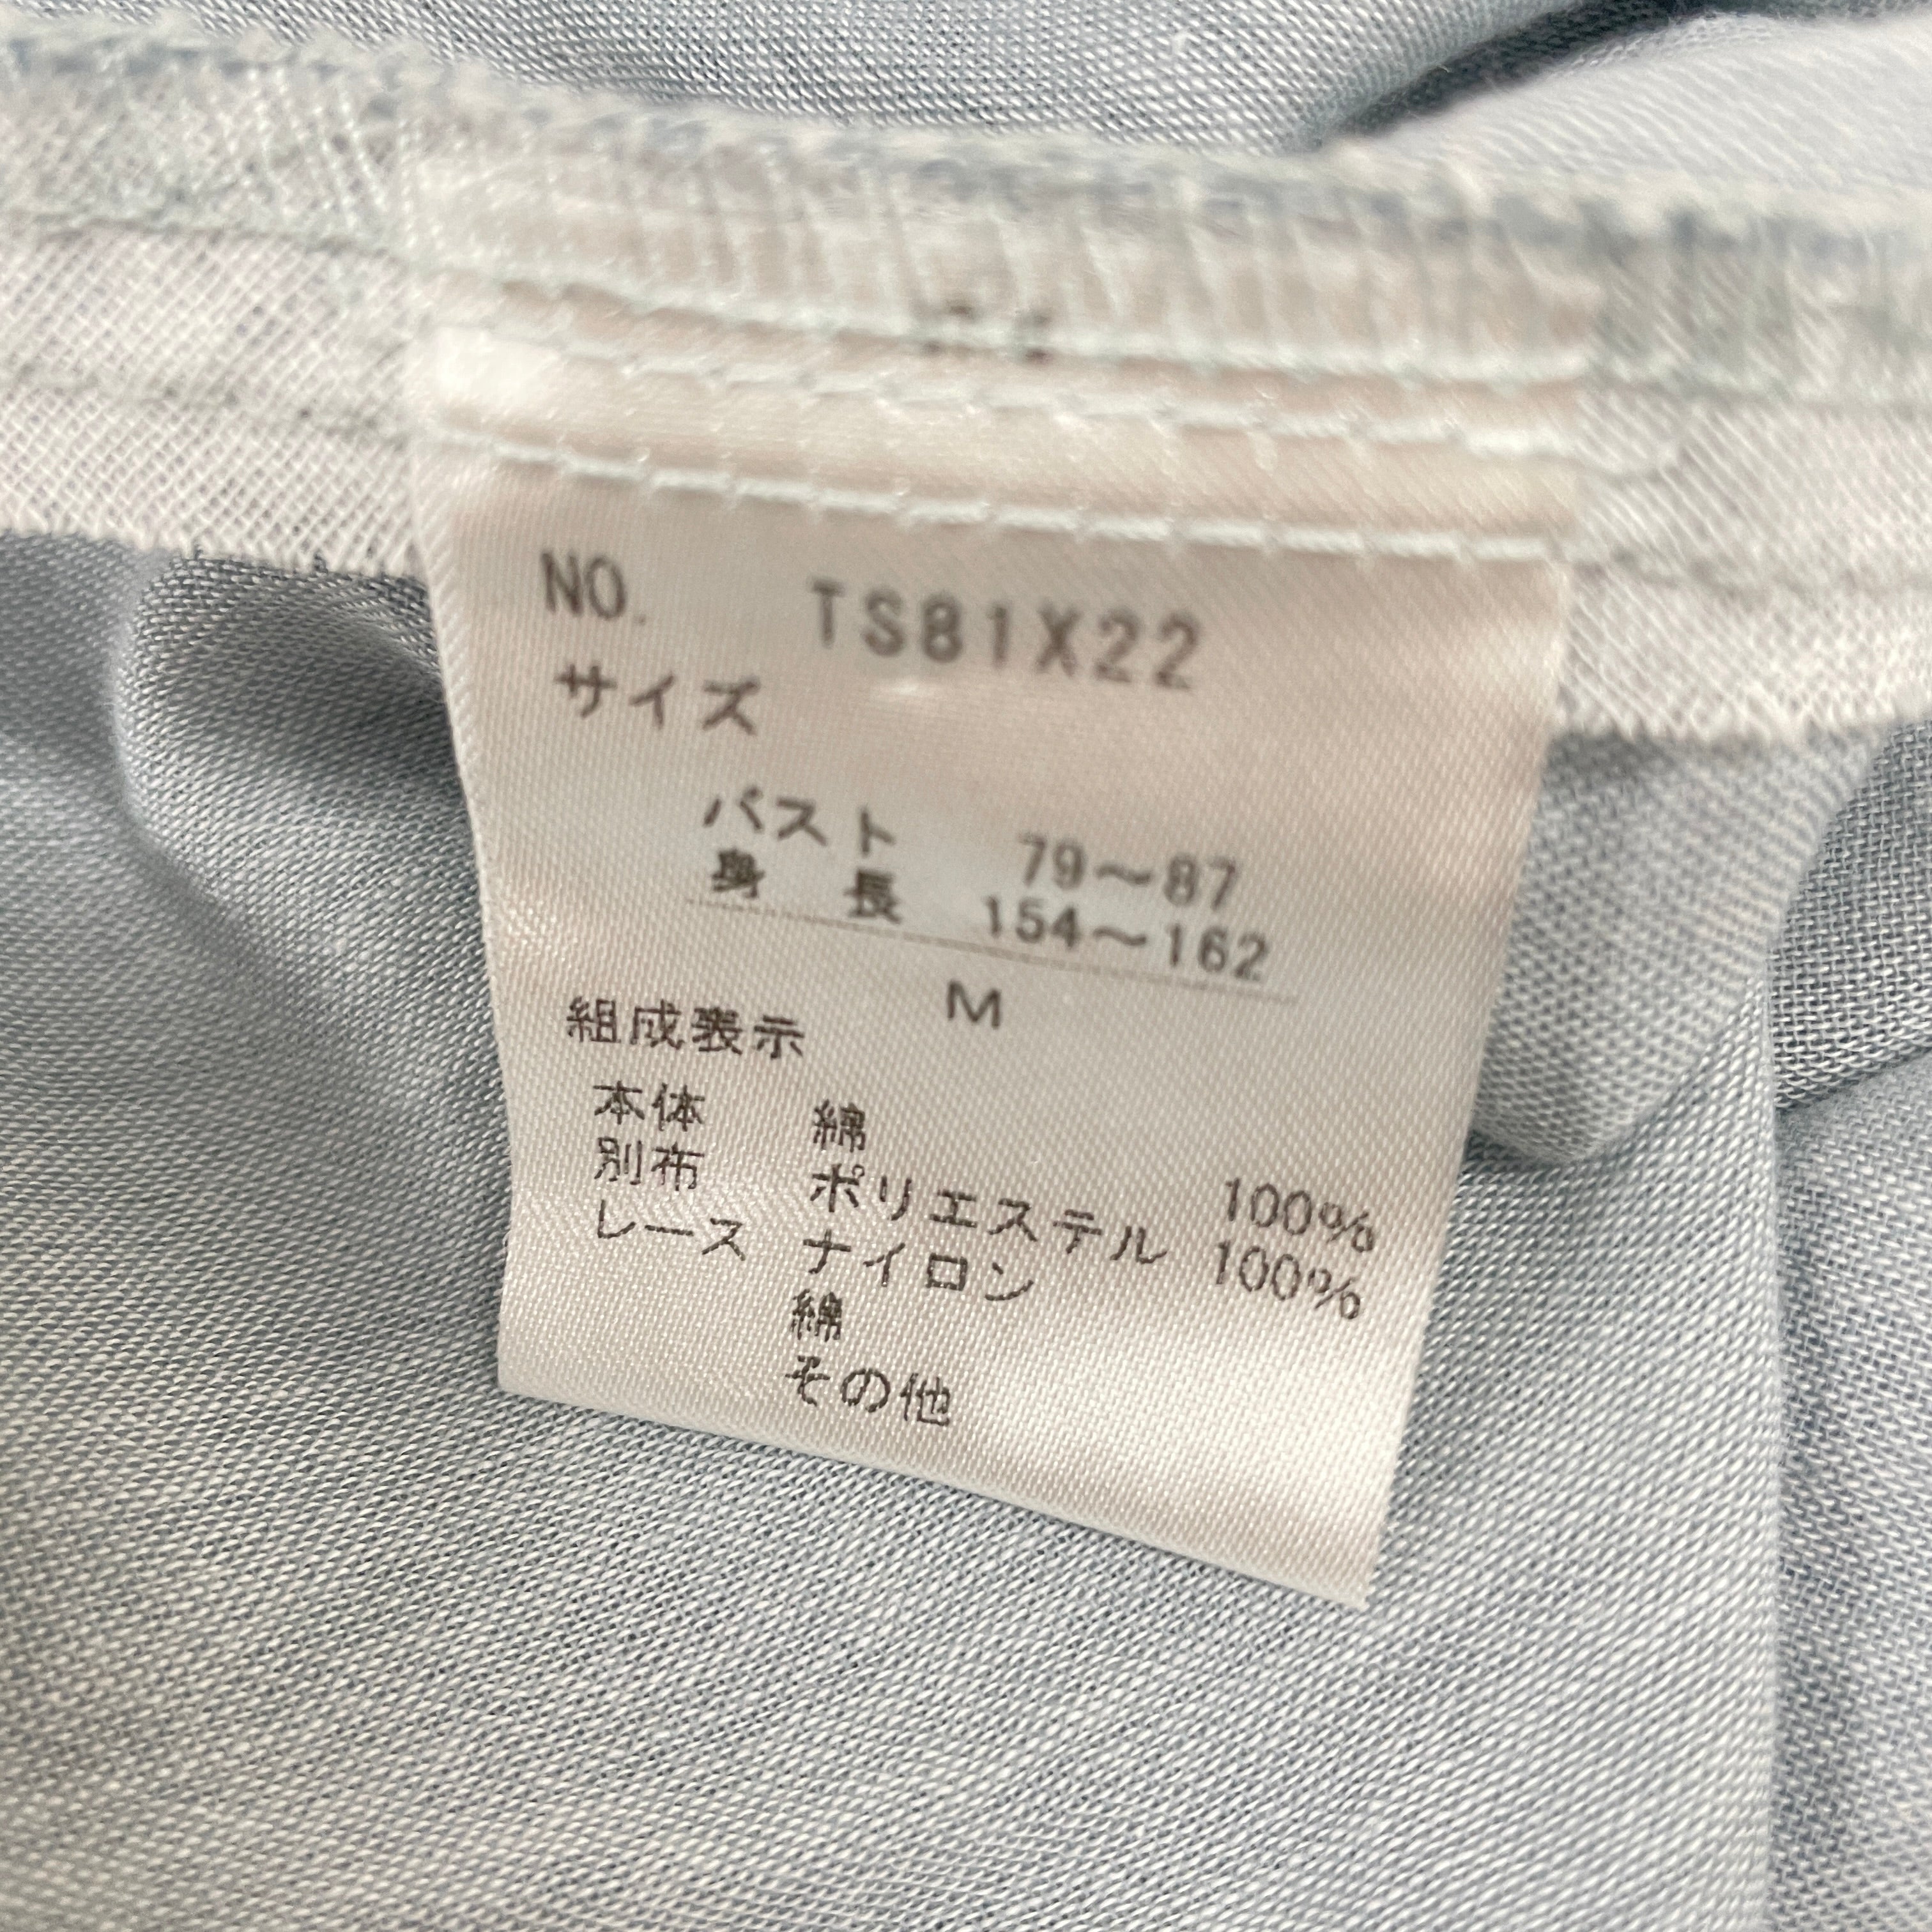 NO. TS81X22
サイズ
バスト 79～87
身 長 154～162
M
組成表示
本体 綿 100%
別布 ポリエステル 100%
レース ナイロン
綿
その他